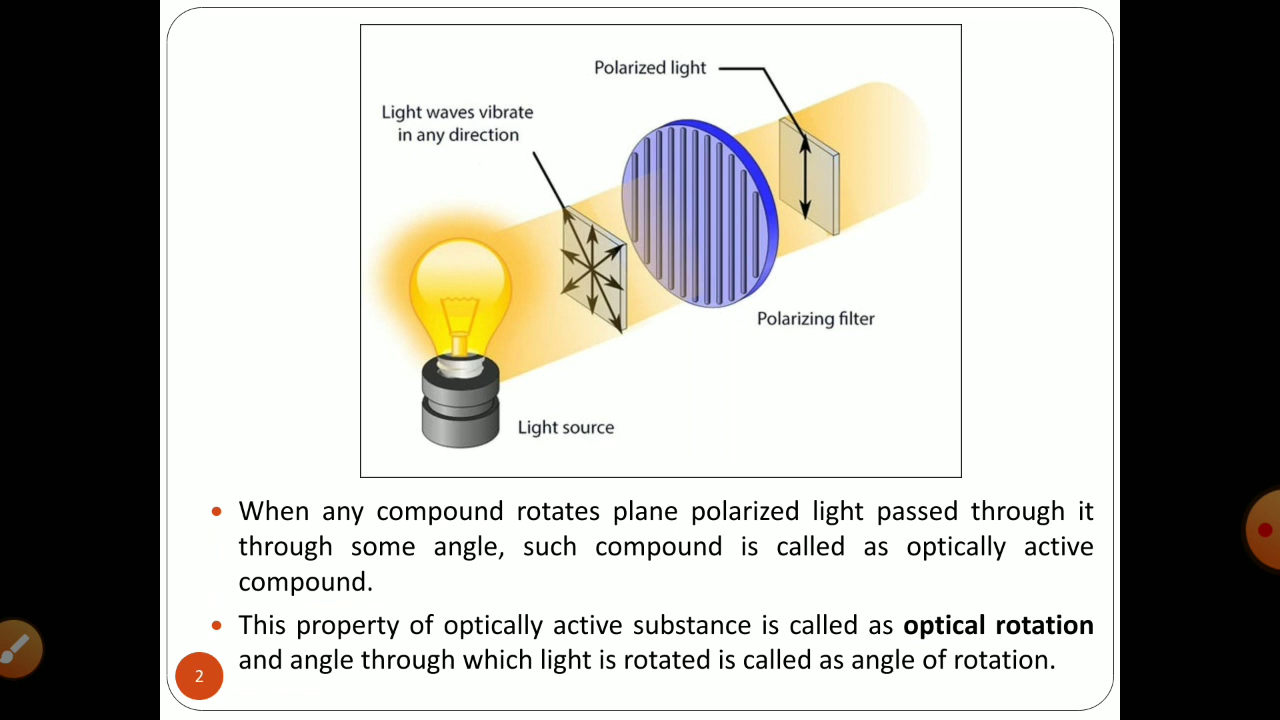 Polarized light
Light waves vibrate
in any direction
Polarizing filter
Light source
• When any compound rotates plane polarized light passed through it
through some angle, such compound is called as optically active
compound.
• This property of optically active substance is called as optical rotation
and angle through which light is rotated is called as angle of rotation.
2